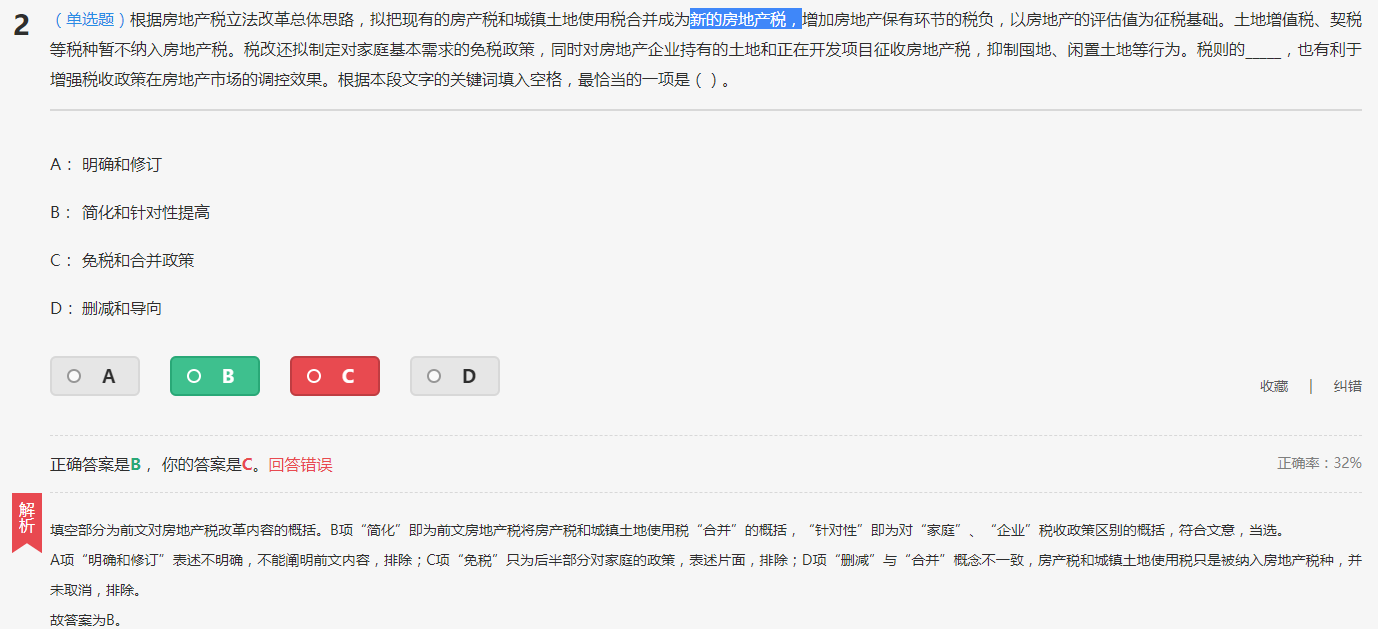 2
（单选题）根据房地产税立法改革总体思路，拟把现有的房产税和城镇土地使用税合并成为新的房地产税，增加房地产保有环节的税负，以房地产的评估值为征税基础。土地增值税、契税
等税种暂不纳入房地产税。税改还拟制定对家庭基本需求的免税政策，同时对房地产企业持有的土地和正在开发项目征收房地产税，抑制囤地、闲置土地等行为。税则的_____，也有利于
增强税收政策在房地产市场的调控效果。根据本段文字的关键词填入空格，最恰当的一项是（ ）。
A： 明确和修订
B： 简化和针对性提高
C： 免税和合并政策
D： 删减和导向
A B C D
收藏 | 纠错
正确答案是B， 你的答案是C。回答错误
正确率：32%
解析
填空部分为前文对房地产税改革内容的概括。B项“简化”即为前文房地产税将房产税和城镇土地使用税“合并”的概括，“针对性”即为对“家庭”、“企业”税收政策区别的概括，符合文意，当选。
A项“明确和修订”表述不明确，不能阐明前文内容，排除；C项“免税”只为后半部分对家庭的政策，表述片面，排除；D项“删减”与“合并”概念不一致，房产税和城镇土地使用税只是被纳入房地产税种，并
未取消，排除。
故答案为B。